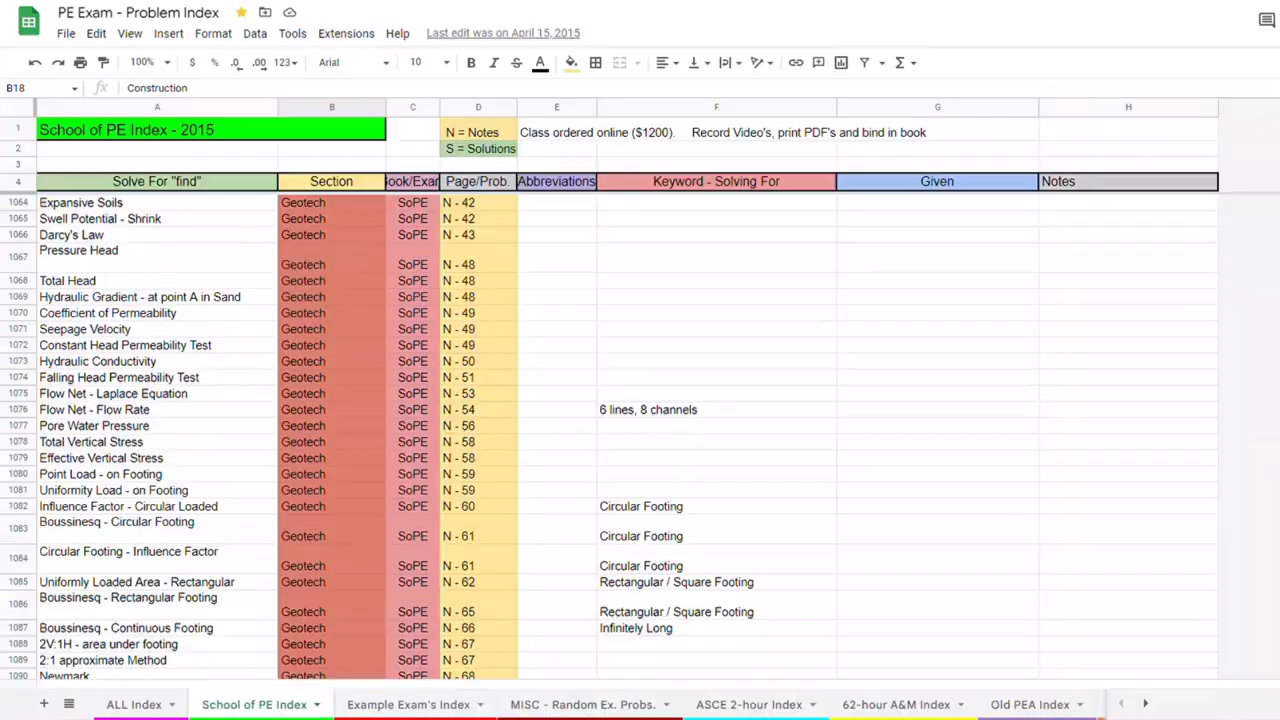 PE Exam - Problem Index
File Edit View Insert Format Data Tools Extensions Help Last edit was on April 15, 2015
100% $ % .0 .00 123 Arial 10 B I S A
B18 fx Construction
A B C D E F G H
1 School of PE Index - 2015 N = Notes Class ordered online ($1200). Record Video's, print PDF's and bind in book
2 S = Solutions
3
4 Solve For "find" Section ook/Exar Page/Prob. Abbreviations Keyword - Solving For Given Notes
1064 Expansive Soils Geotech SoPE N - 42
1065 Swell Potential - Shrink Geotech SoPE N - 42
1066 Darcy's Law Geotech SoPE N - 43
1067 Pressure Head Geotech SoPE N - 48
1068 Total Head Geotech SoPE N - 48
1069 Hydraulic Gradient - at point A in Sand Geotech SoPE N - 48
1070 Coefficient of Permeability Geotech SoPE N - 49
1071 Seepage Velocity Geotech SoPE N - 49
1072 Constant Head Permeability Test Geotech SoPE N - 49
1073 Hydraulic Conductivity Geotech SoPE N - 50
1074 Falling Head Permeability Test Geotech SoPE N - 51
1075 Flow Net - Laplace Equation Geotech SoPE N - 53
1076 Flow Net - Flow Rate Geotech SoPE N - 54 6 lines, 8 channels
1077 Pore Water Pressure Geotech SoPE N - 56
1078 Total Vertical Stress Geotech SoPE N - 58
1079 Effective Vertical Stress Geotech SoPE N - 58
1080 Point Load - on Footing Geotech SoPE N - 59
1081 Uniformity Load - on Footing Geotech SoPE N - 59
1082 Influence Factor - Circular Loaded Geotech SoPE N - 60 Circular Footing
1083 Boussinesq - Circular Footing Geotech SoPE N - 61 Circular Footing
1084 Circular Footing - Influence Factor Geotech SoPE N - 61 Circular Footing
1085 Uniformly Loaded Area - Rectangular Geotech SoPE N - 62 Rectangular / Square Footing
1086 Boussinesq - Rectangular Footing Geotech SoPE N - 65 Rectangular / Square Footing
1087 Boussinesq - Continuous Footing Geotech SoPE N - 66 Infinitely Long
1088 2V:1H - area under footing Geotech SoPE N - 67
1089 2:1 approximate Method Geotech SoPE N - 67
1090 Newmark Geotech SoPE N - 68
ALL Index School of PE Index Example Exam's Index MISC - Random Ex. Probs. ASCE 2-hour Index 62-hour A&M Index Old PEA Index